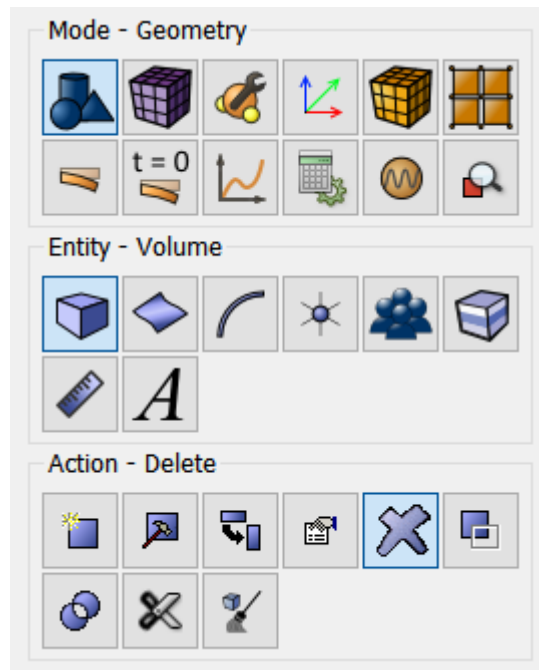 Mode - Geometry
t = 0
Entity - Volume
A
Action - Delete